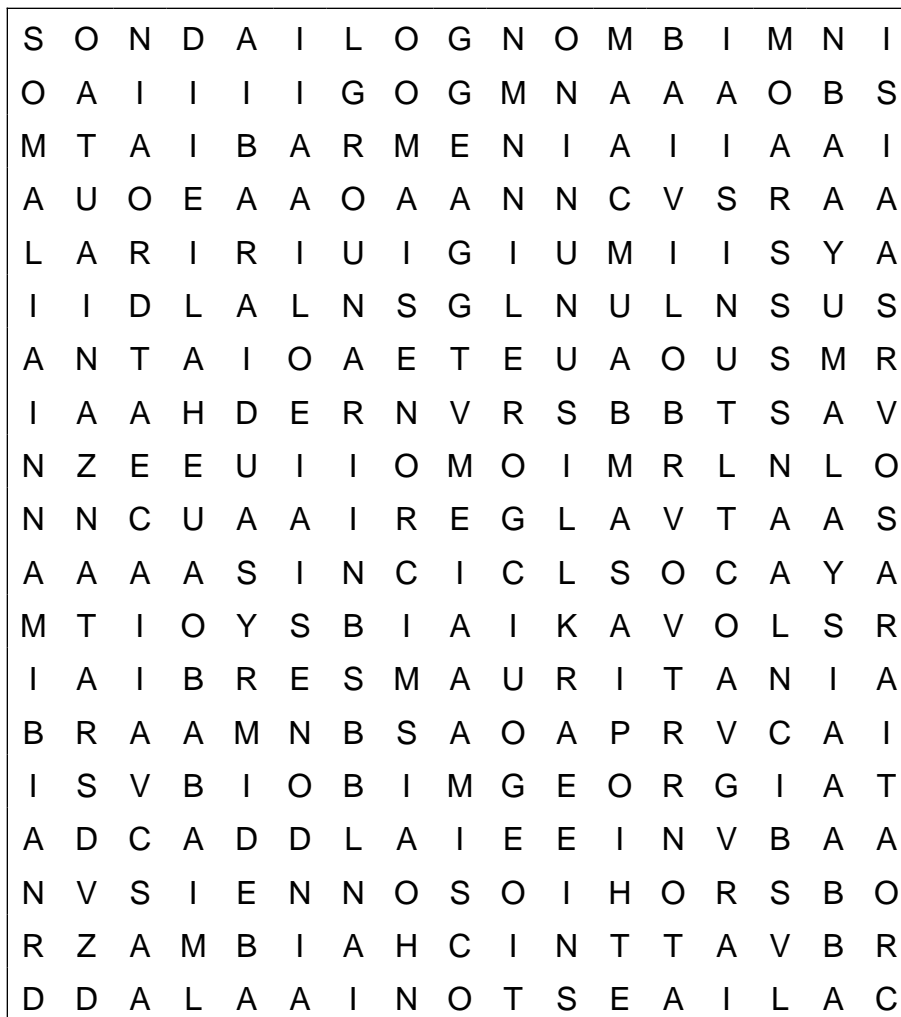 S O N D A I L O G N O M B I M N I
O A I I I I G O G M N A A A O B S
M T A I B A R M E N I A I I A A I
A U O E A A O A A N N C V S R A A
L A R I R I U I G I U M I I S Y A
I I D L A L N S G L N U L N S U S
A N T A I O A E T E U A O U S M R
I A A H D E R N V R S B B T S A V
N Z E E U I I O M O I M R L N L O
N N C U A A I R E G L A V T A A S
A A A A S I N C I C L S O C A Y A
M T I O Y S B I A I K A V O L S R
I A I B R E S M A U R I T A N I A
B R A A M N B S A O A P R V C A I
I S V B I O B I M G E O R G I A T
A D C A D D L A I E E I N V B A A
N V S I E N N O S O I H O R S B O
R Z A M B I A H C I N T T A V B R
D D A L A A I N O T S E A I L A C